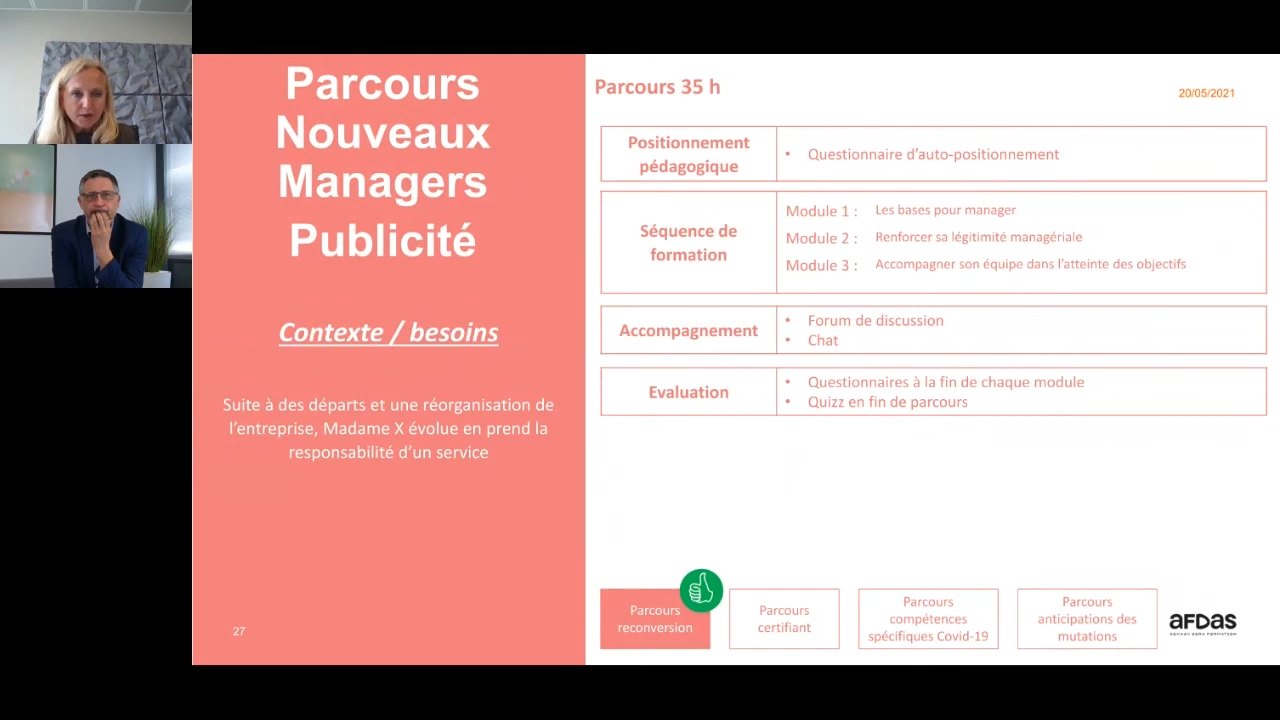 Parcours
Nouveaux
Managers
Publicité
Contexte / besoins
Suite à des départs et une réorganisation de
l'entreprise, Madame X évolue en prend la
responsabilité d'un service
27
Parcours 35 h
20/05/2021
Positionnement
pédagogique
• Questionnaire d'auto-positionnement
Séquence de
formation
Module 1 : Les bases pour manager
Module 2 : Renforcer sa légitimité managériale
Module 3 : Accompagner son équipe dans l'atteinte des objectifs
Accompagnement
• Forum de discussion
• Chat
Evaluation
• Questionnaires à la fin de chaque module
• Quizz en fin de parcours
Parcours
reconversion
Parcours
certifiant
Parcours
compétences
spécifiques Covid-19
Parcours
anticipations des
mutations
AFDAS